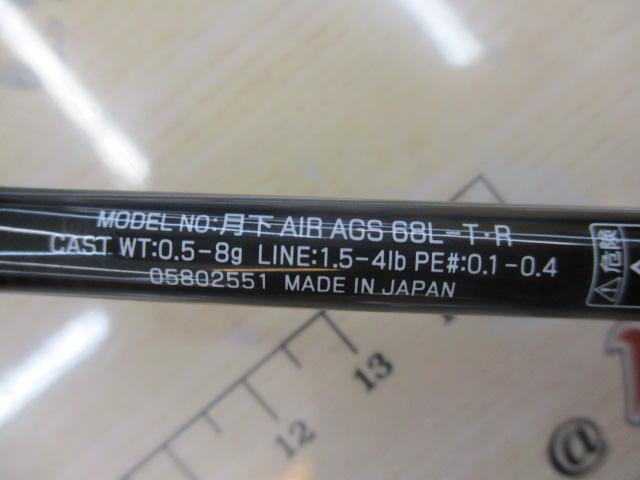 MODEL NO:月下 AIR AGS 68L-T・R
CAST WT:0.5-8g LINE:1.5-4lb PE#:0.1-0.4
05802551 MADE IN JAPAN
危険
13
12
@